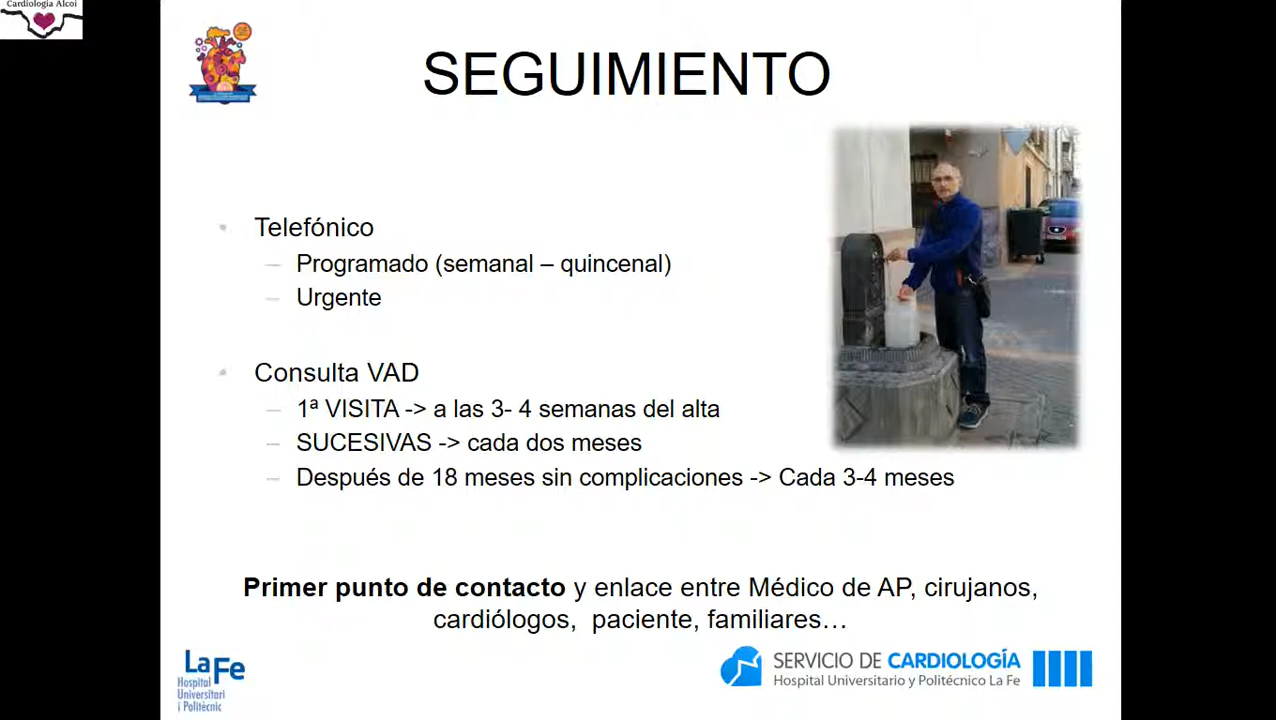 Cardiología Alcoi
SEGUIMIENTO
Telefónico
Programado (semanal – quincenal)
Urgente
Consulta VAD
1ª VISITA -> a las 3- 4 semanas del alta
SUCESIVAS -> cada dos meses
Después de 18 meses sin complicaciones -> Cada 3-4 meses
Primer punto de contacto y enlace entre Médico de AP, cirujanos,
cardiólogos, paciente, familiares…
LaFe
Hospital
Universitari
i Politècnic
SERVICIO DE CARDIOLOGÍA
Hospital Universitario y Politécnico La Fe